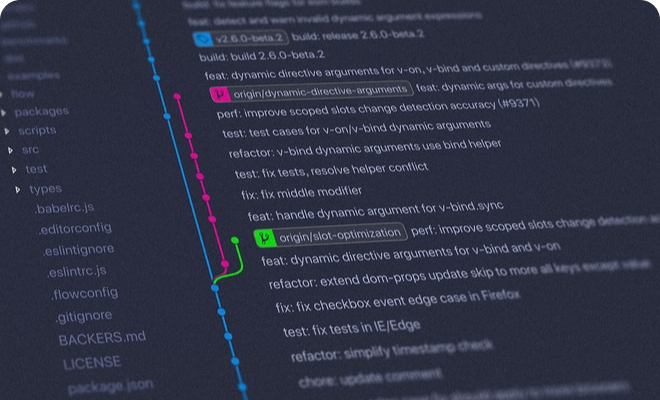 build: fix feature flags for esm builds
feat: detect and warn invalid dynamic argument expressions
v2.6.0-beta.2 build: release 2.6.0-beta.2
build: build 2.6.0-beta.2
feat: dynamic directive arguments for v-on, v-bind and custom directives (#9373)
origin/dynamic-directive-arguments feat: dynamic args for custom directives
perf: improve scoped slots change detection accuracy (#9371)
test: test cases for v-on/v-bind dynamic arguments
refactor: v-bind dynamic arguments use bind helper
test: fix tests, resolve helper conflict
fix: fix middle modifier
feat: handle dynamic argument for v-bind.sync
origin/slot-optimization perf: improve scoped slots change detection
feat: dynamic directive arguments for v-bind and v-on
refactor: extend dom-props update skip to more all keys except value
fix: fix checkbox event edge case in Firefox
test: fix tests in IE/Edge
refactor: simplify timestamp check
chore: update comment
examples
flow
packages
scripts
src
test
types
.babelrc.js
.editorconfig
.eslintignore
.eslintrc.js
.flowconfig
.gitignore
BACKERS.md
LICENSE
package.json